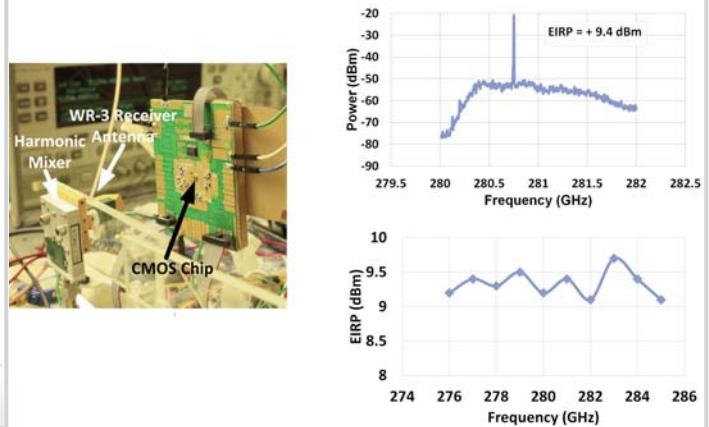 WR-3 Receiver
Antenna
Harmonic
Mixer
CMOS Chip
-20
-30
-40
-50
-60
-70
-80
-90
Power (dBm)
EIRP = + 9.4 dBm
279.5 280 280.5 281 281.5 282 282.5
Frequency (GHz)
10
9.5
9
8.5
8
EIRP (dBm)
274 276 278 280 282 284 286
Frequency (GHz)